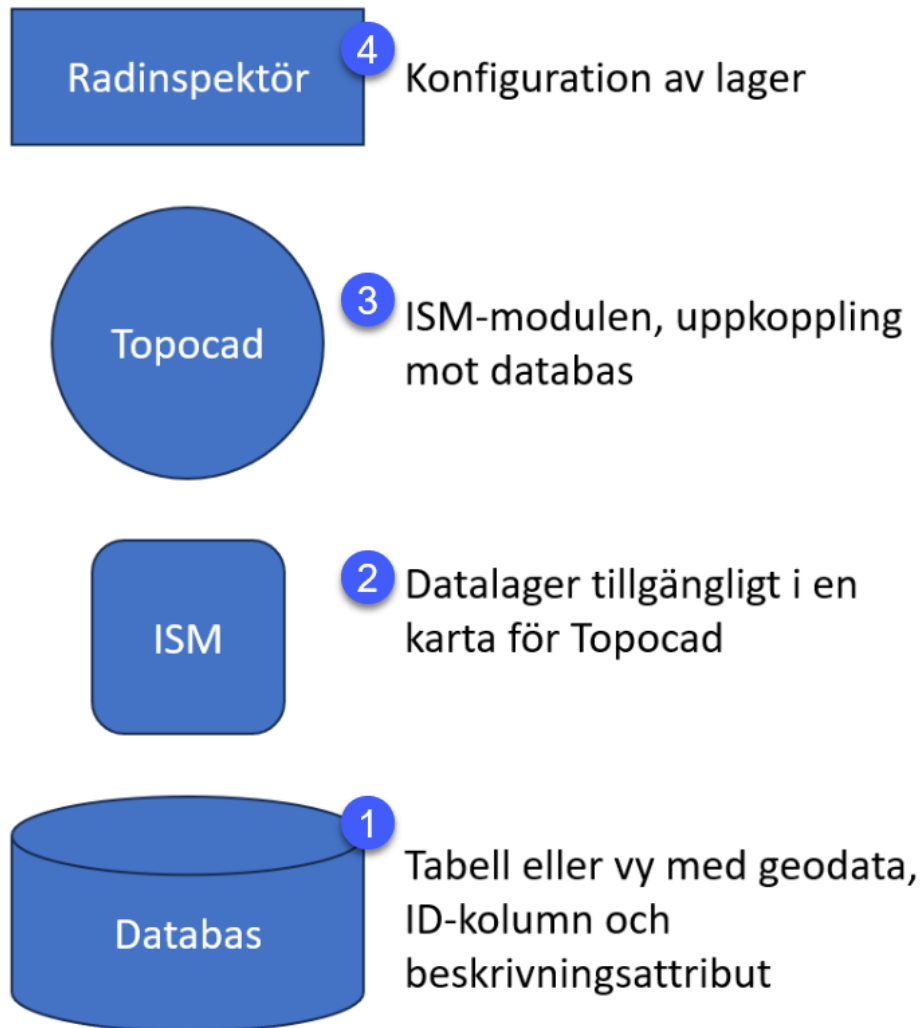 Radinspektör
4
Konfiguration av lager
Topocad
3
ISM-modulen, uppkoppling
mot databas
ISM
2
Datalager tillgängligt i en
karta för Topocad
Databas
1
Tabell eller vy med geodata,
ID-kolumn och
beskrivningsattribut